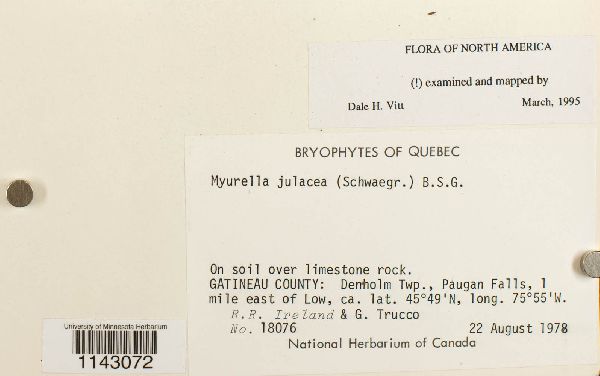 FLORA OF NORTH AMERICA
(!) examined and mapped by
Dale H. Vitt March, 1995
BRYOPHYTES OF QUEBEC
Myurella julacea (Schwaegr.) B.S.G.
On soil over limestone rock.
GATINEAU COUNTY: Denholm Twp., Paugan Falls, 1
mile east of Low, ca. lat. 45°49'N, long. 75°55'W.
R.R. Ireland & G. Trucco
No. 18076 22 August 1978
National Herbarium of Canada
University of Minnesota Herbarium
1143072